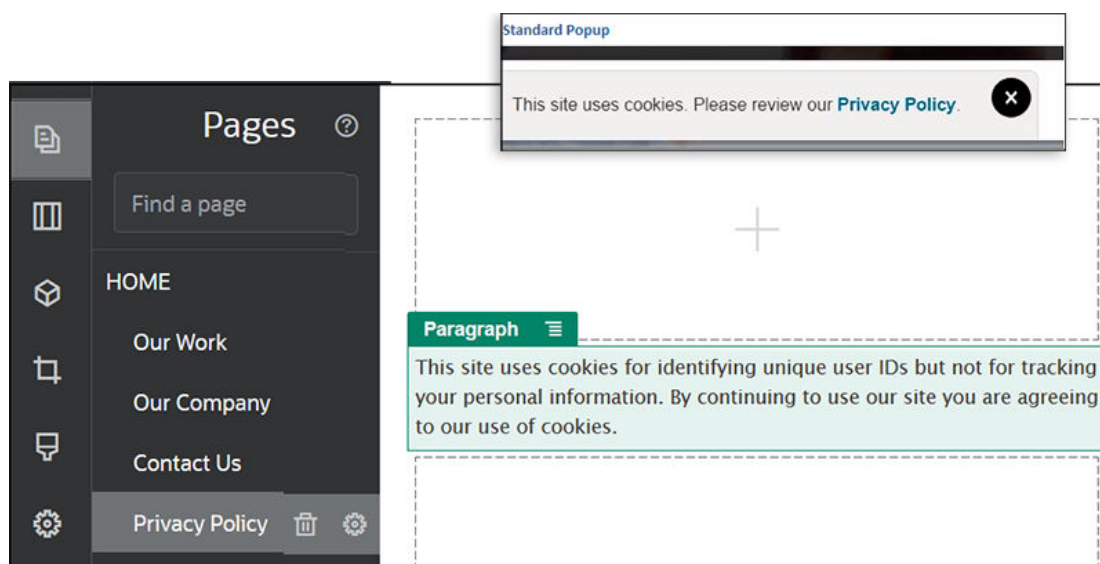 Standard Popup
This site uses cookies. Please review our Privacy Policy.
Pages
Find a page
HOME
Our Work
Our Company
Contact Us
Privacy Policy
Paragraph
This site uses cookies for identifying unique user IDs but not for tracking
your personal information. By continuing to use our site you are agreeing
to our use of cookies.